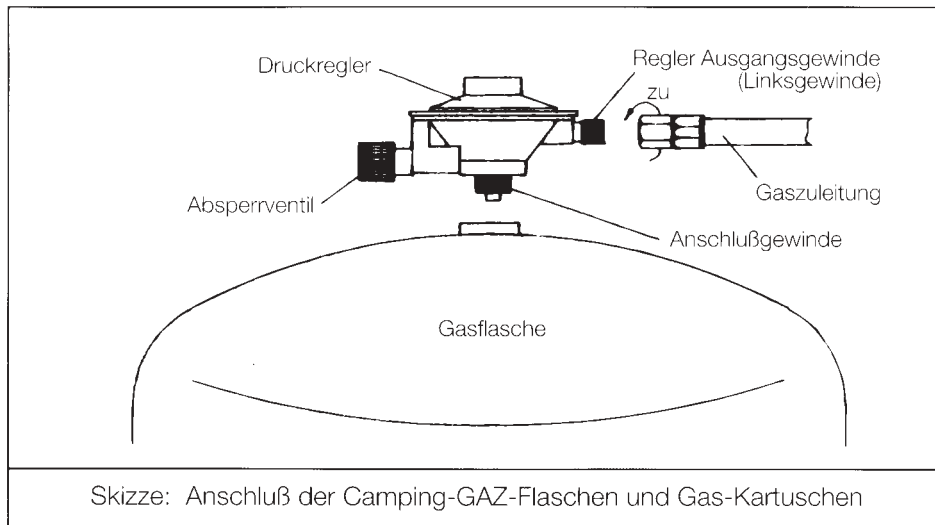 Druckregler
Regler Ausgangsgewinde
(Linksgewinde)
zu
Gaszuleitung
Absperrventil
Anschlußgewinde
Gasflasche
Skizze: Anschluß der Camping-GAZ-Flaschen und Gas-Kartuschen